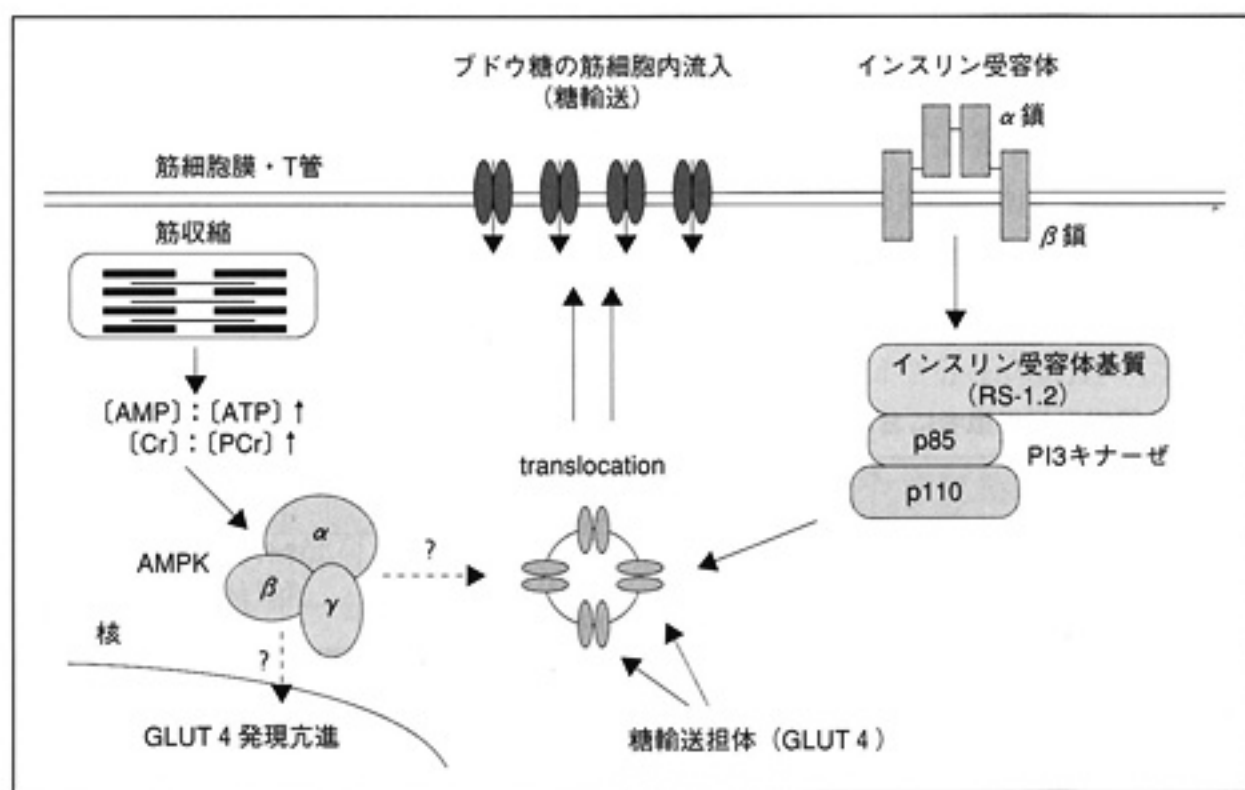 ブドウ糖の筋細胞内流入
(糖輸送)
インスリン受容体
α鎖
筋細胞膜・T管
β鎖
筋収縮
〔AMP〕:〔ATP〕↑
〔Cr〕:〔PCr〕↑
インスリン受容体基質
(RS-1.2)
p85
p110
PI3キナーぜ
translocation
AMPK
α
β
γ
?
?
核
GLUT 4 発現亢進
糖輸送担体(GLUT 4)